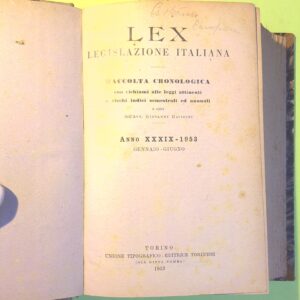 LEX
LEGISLAZIONE ITALIANA
RACCOLTA CRONOLOGICA
con richiami alle leggi attinenti
e ricchi indici semestrali ed annuali
ANNO XXXIX - 1953
GENNAIO-GIUGNO
TORINO
UNIONE TIPOGRAFICO-EDITRICE TORINESE
1953